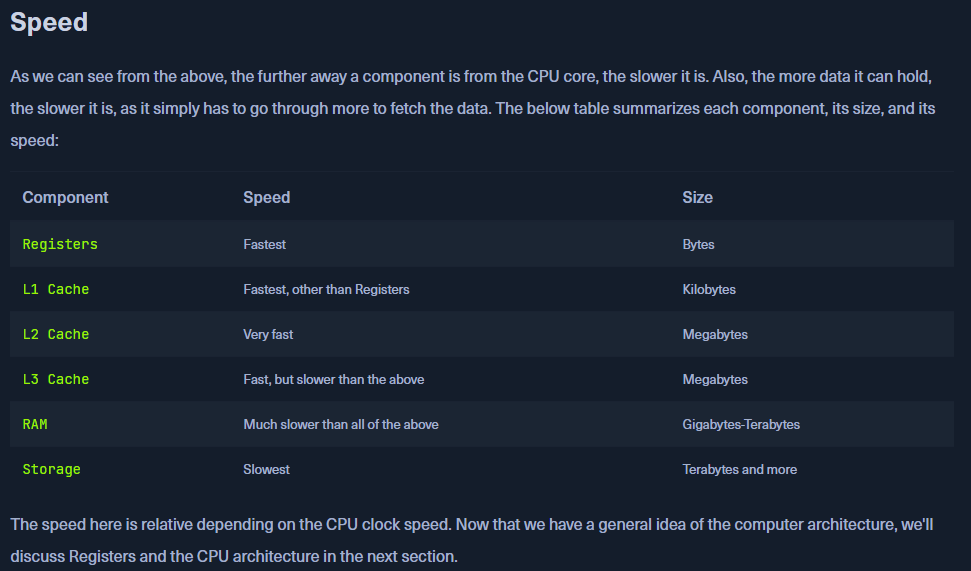 Speed
As we can see from the above, the further away a component is from the CPU core, the slower it is. Also, the more data it can hold,
the slower it is, as it simply has to go through more to fetch the data. The below table summarizes each component, its size, and its
speed:
Component Speed Size
Registers Fastest Bytes
L1 Cache Fastest, other than Registers Kilobytes
L2 Cache Very fast Megabytes
L3 Cache Fast, but slower than the above Megabytes
RAM Much slower than all of the above Gigabytes-Terabytes
Storage Slowest Terabytes and more
The speed here is relative depending on the CPU clock speed. Now that we have a general idea of the computer architecture, we'll
discuss Registers and the CPU architecture in the next section.